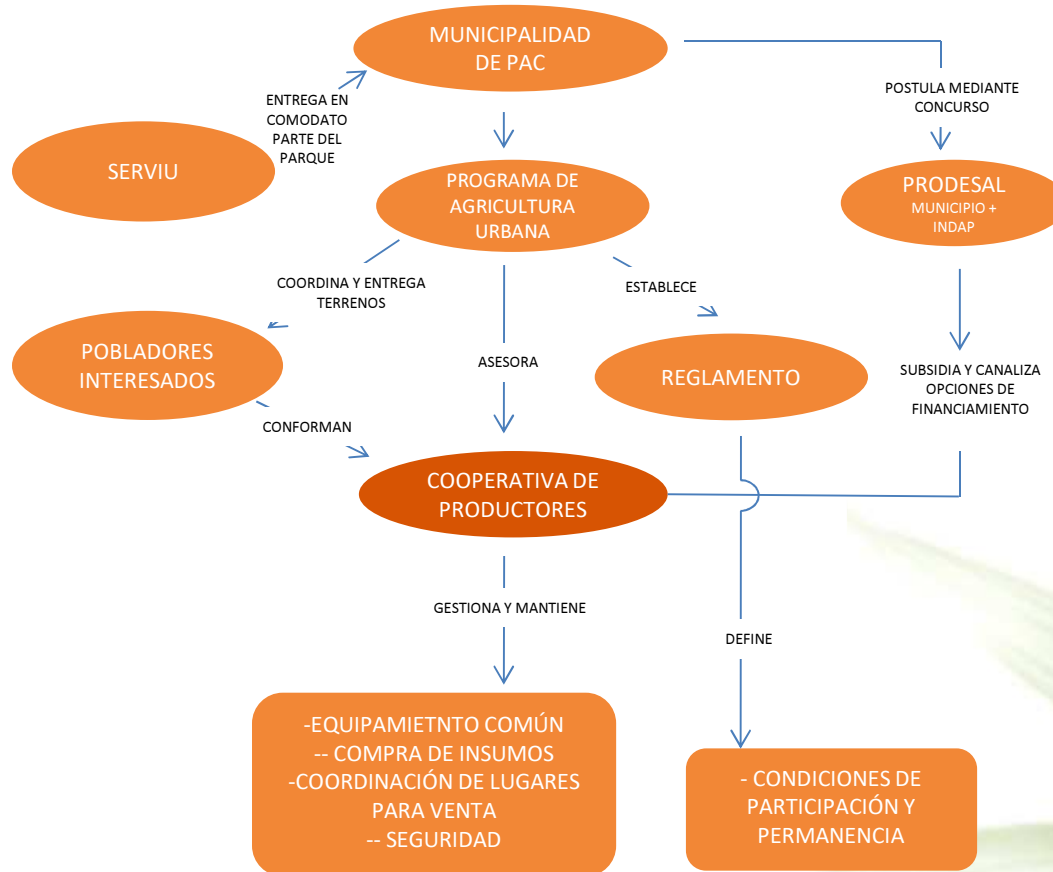 MUNICIPALIDAD
DE PAC
POSTULA MEDIANTE
CONCURSO
ENTREGA EN
COMODATO
PARTE DEL
PARQUE
SERVIU
PROGRAMA DE
AGRICULTURA
URBANA
PRODESAL
MUNICIPIO +
INDAP
COORDINA Y ENTREGA
TERRENOS
ESTABLECE
POBLADORES
INTERESADOS
ASESORA
REGLAMENTO
SUBSIDIA Y CANALIZA
OPCIONES DE
FINANCIAMIENTO
CONFORMAN
COOPERATIVA DE
PRODUCTORES
GESTIONA Y MANTIENE
DEFINE
-EQUIPAMIETNTO COMÚN
-- COMPRA DE INSUMOS
-COORDINACIÓN DE LUGARES
PARA VENTA
-- SEGURIDAD
- CONDICIONES DE
PARTICIPACIÓN Y
PERMANENCIA